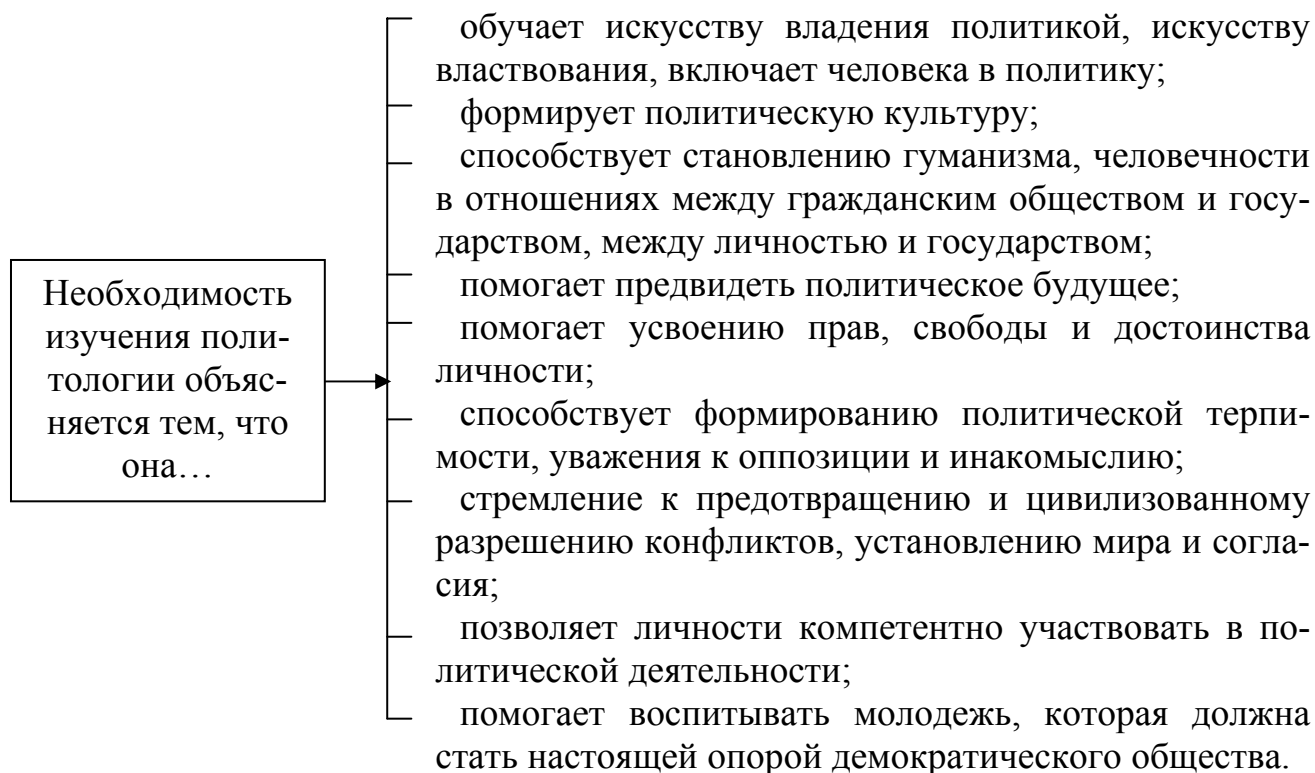 Необходимость
изучения поли-
тологии объяс-
няется тем, что
она…
обучает искусству владения политикой, искусству
властвования, включает человека в политику;
формирует политическую культуру;
способствует становлению гуманизма, человечности
в отношениях между гражданским обществом и госу-
дарством, между личностью и государством;
помогает предвидеть политическое будущее;
помогает усвоению прав, свободы и достоинства
личности;
способствует формированию политической терпи-
мости, уважения к оппозиции и инакомыслию;
стремление к предотвращению и цивилизованному
разрешению конфликтов, установлению мира и согла-
сия;
позволяет личности компетентно участвовать в по-
литической деятельности;
помогает воспитывать молодежь, которая должна
стать настоящей опорой демократического общества.